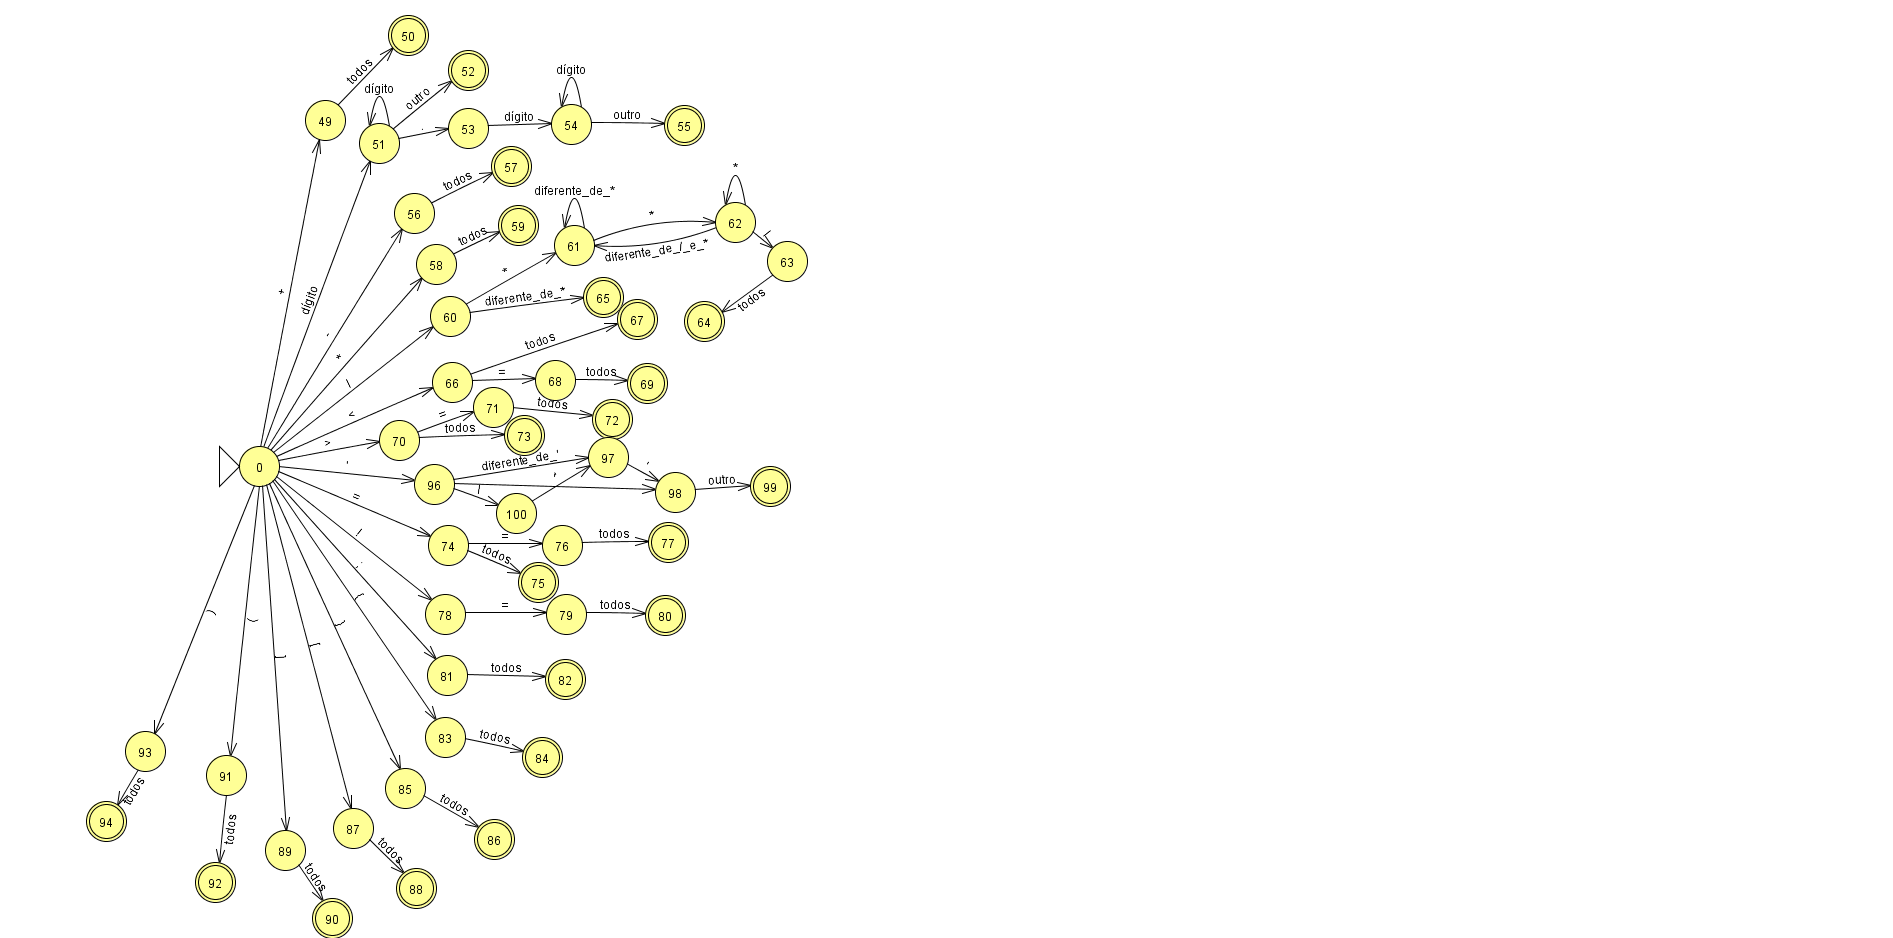 50
todos
52
dígito
outro
dígito
49
51
.
53
dígito
54
outro
55
57
todos
*
56
diferente_de_*
59
todos
*
62
61
58
*
diferente_de_/_e_*
63
+
dígito
diferente_de_*
65
todos
60
67
64
-
*
todos
/
66
=
68
todos
69
<
71
todos
72
=
70
todos
73
>
0
'
diferente_de_'
97
'
96
98
outro
99
100
=
74
=
76
todos
77
todos
75
78
=
79
todos
80
;
{
)
(
]
[
}
81
todos
82
83
todos
84
93
91
85
todos
todos
94
todos
87
86
89
todos
92
todos
88
90